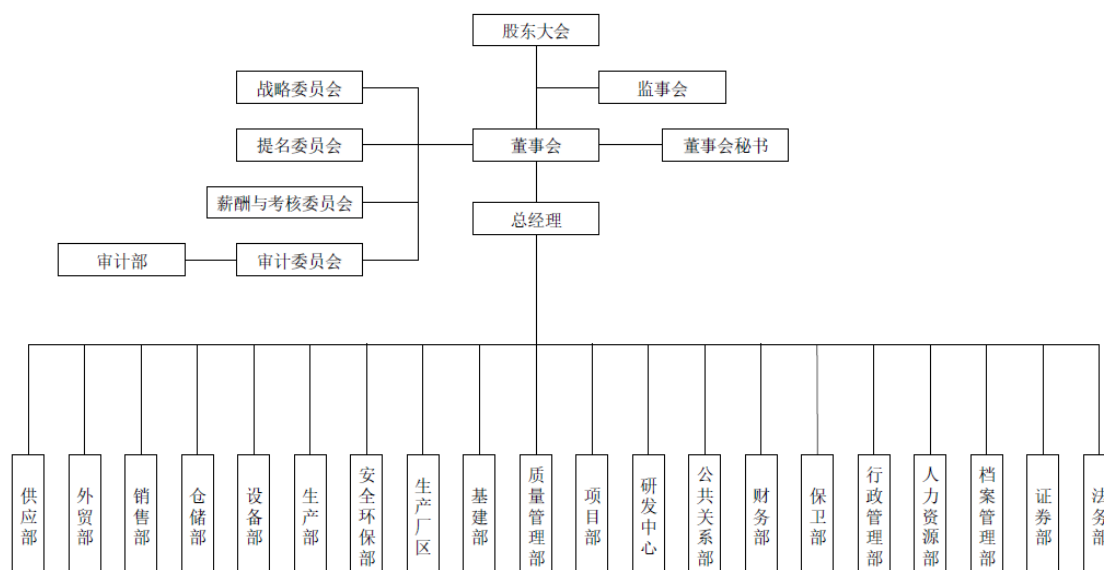 股东大会
战略委员会
监事会
提名委员会
董事会
董事会秘书
薪酬与考核委员会
总经理
审计部
审计委员会
供应部
外贸部
销售部
仓储部
设备部
生产部
安全环保部
生产厂区
基建部
质量管理部
项目部
研发中心
公共关系部
财务部
保卫部
行政管理部
人力资源部
档案管理部
证券部
法务部